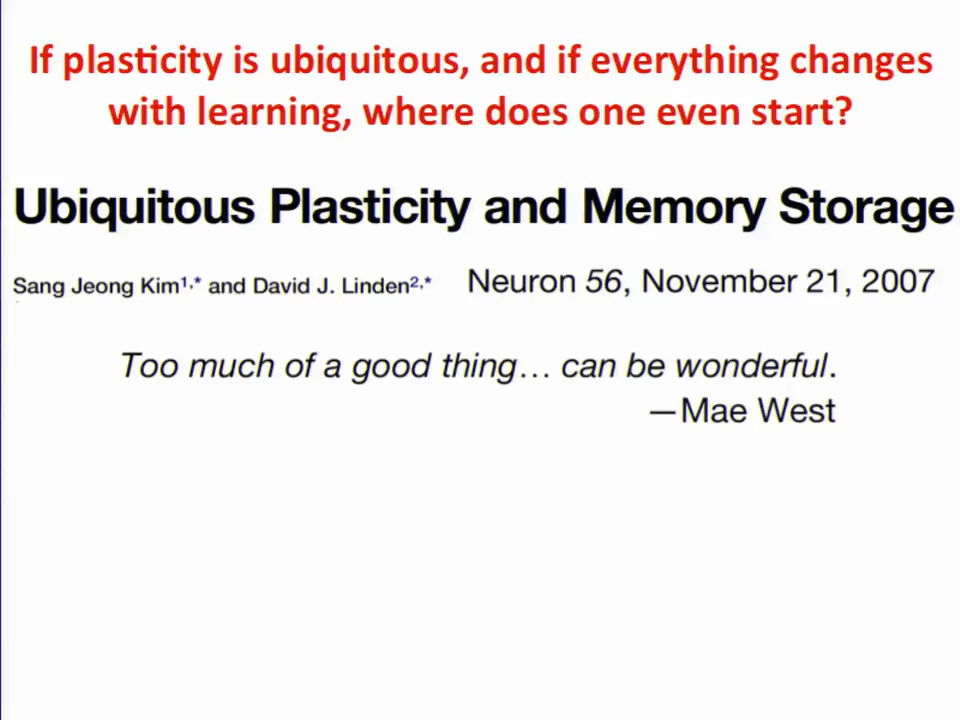 If plasticity is ubiquitous, and if everything changes
with learning, where does one even start?
Ubiquitous Plasticity and Memory Storage
Sang Jeong Kim1,* and David J. Linden2,* Neuron 56, November 21, 2007
Too much of a good thing… can be wonderful.
—Mae West